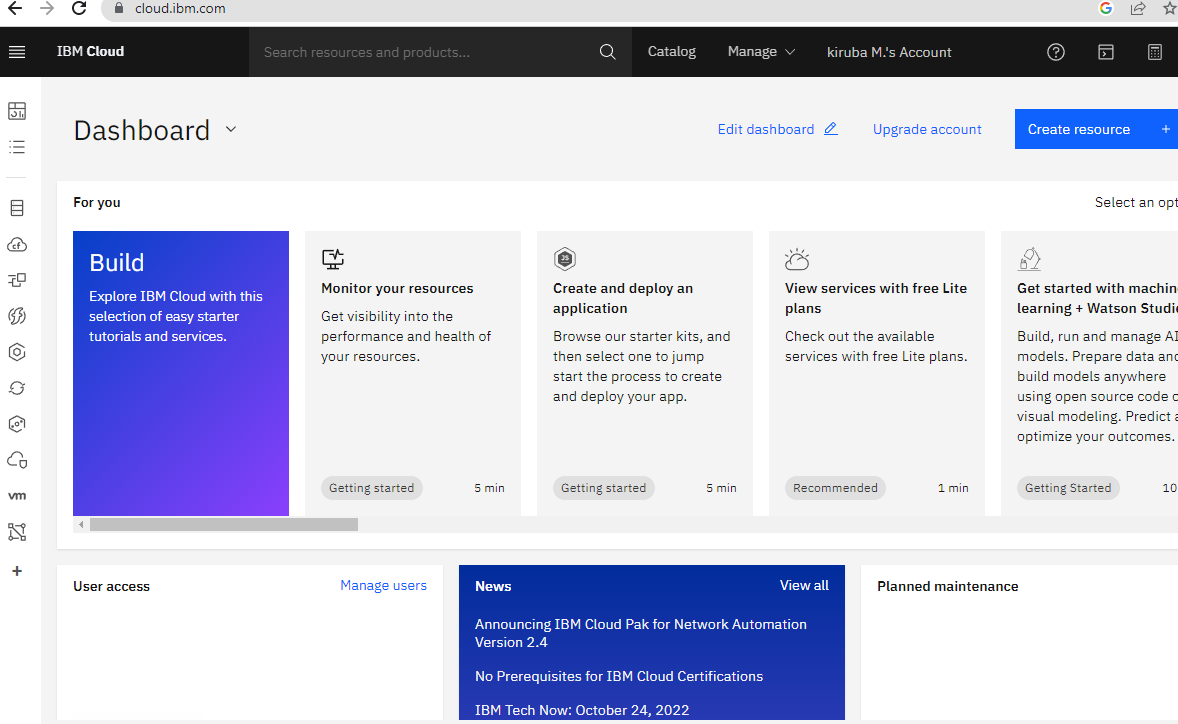 cloud.ibm.com
IBM Cloud
Search resources and products...
Catalog
Manage
kiruba M.'s Account
Dashboard
Edit dashboard
Upgrade account
Create resource +
For you
Select an opt
Build
Explore IBM Cloud with this
selection of easy starter
tutorials and services.
Monitor your resources
Get visibility into the
performance and health of
your resources.
Getting started
5 min
JS
Create and deploy an
application
Browse our starter kits, and
then select one to jump
start the process to create
and deploy your app.
Getting started
5 min
View services with free Lite
plans
Check out the available
services with free Lite plans.
Recommended
1 min
Get started with machin
learning + Watson Studi
Build, run and manage AI
models. Prepare data and
build models anywhere
using open source code o
visual modeling. Predict a
optimize your outcomes.
Getting Started
10
cf
vm
+
User access
Manage users
News
View all
Announcing IBM Cloud Pak for Network Automation
Version 2.4
No Prerequisites for IBM Cloud Certifications
IBM Tech Now: October 24, 2022
Planned maintenance